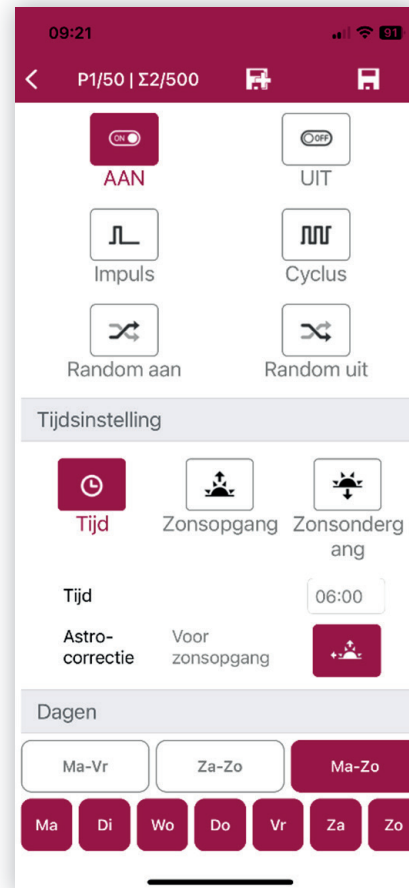 09:21 91
P1/50 | Σ2/500
ON OFF
AAN UIT
Impuls Cyclus
Random aan Random uit
Tijdsinstelling
Tijd Zonsopgang Zonsonderg
ang
Tijd 06:00
Astro- Voor
correctie zonsopgang
Dagen
Ma-Vr Za-Zo Ma-Zo
Ma Di Wo Do Vr Za Zo